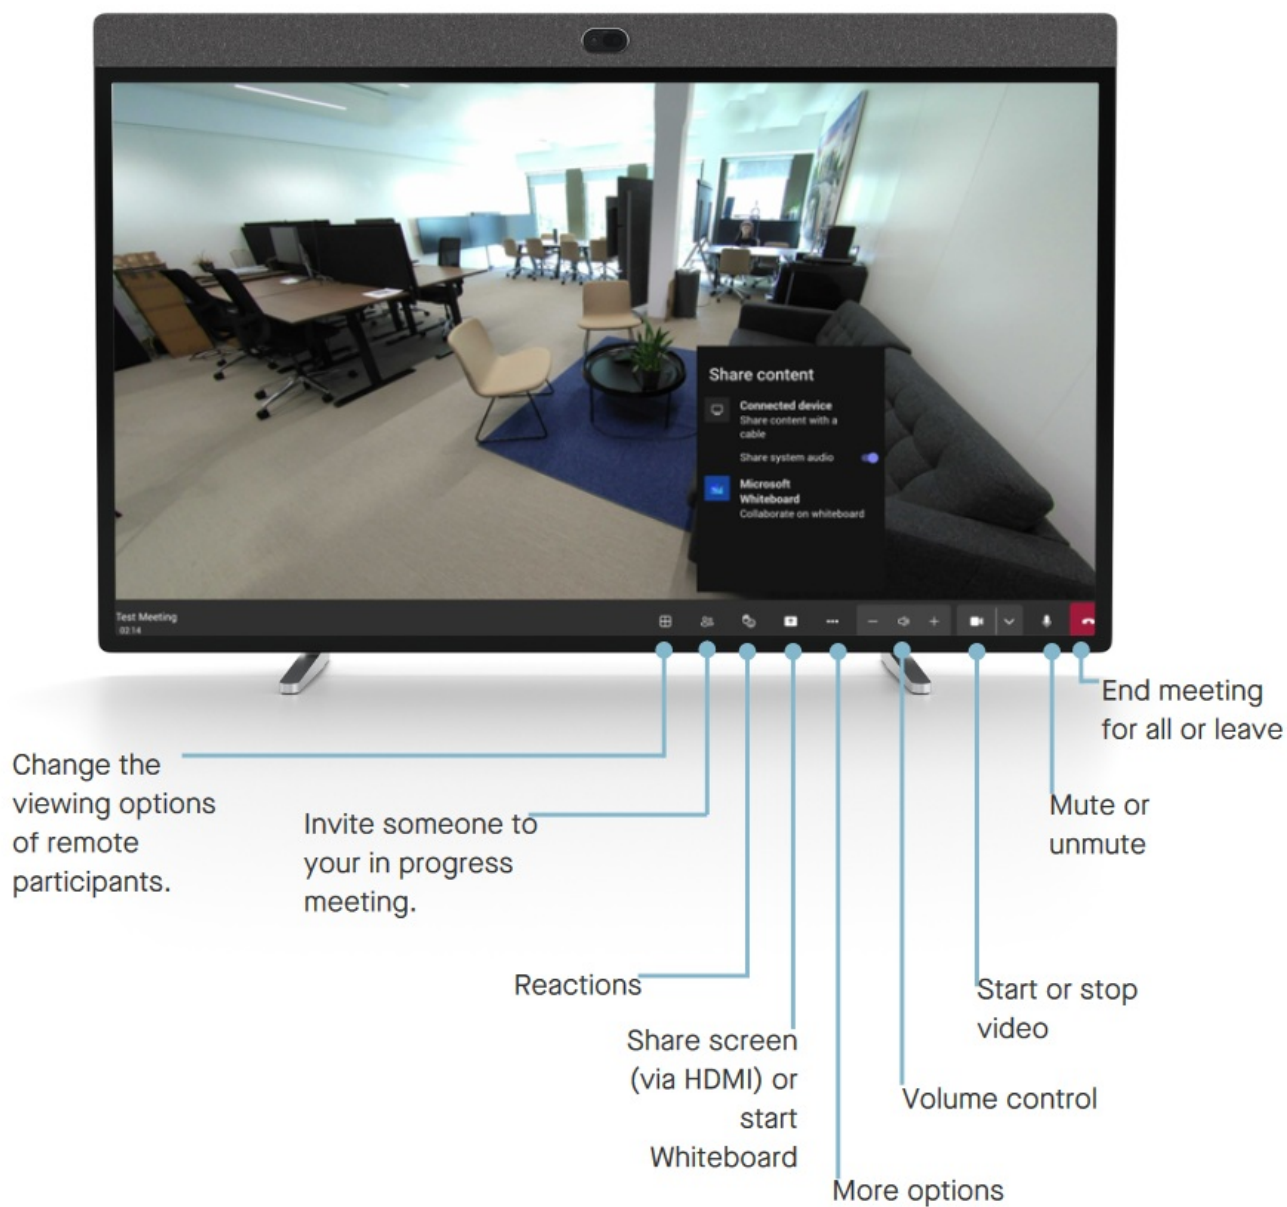 Share content
Connected device
Share content with a
cable
Share system audio
Microsoft
Whiteboard
Collaborate on whiteboard
Test Meeting
02:14
End meeting
for all or leave
Change the
viewing options
of remote
participants.
Invite someone to
your in progress
meeting.
Mute or
unmute
Reactions
Start or stop
video
Share screen
(via HDMI) or
start
Whiteboard
Volume control
More options